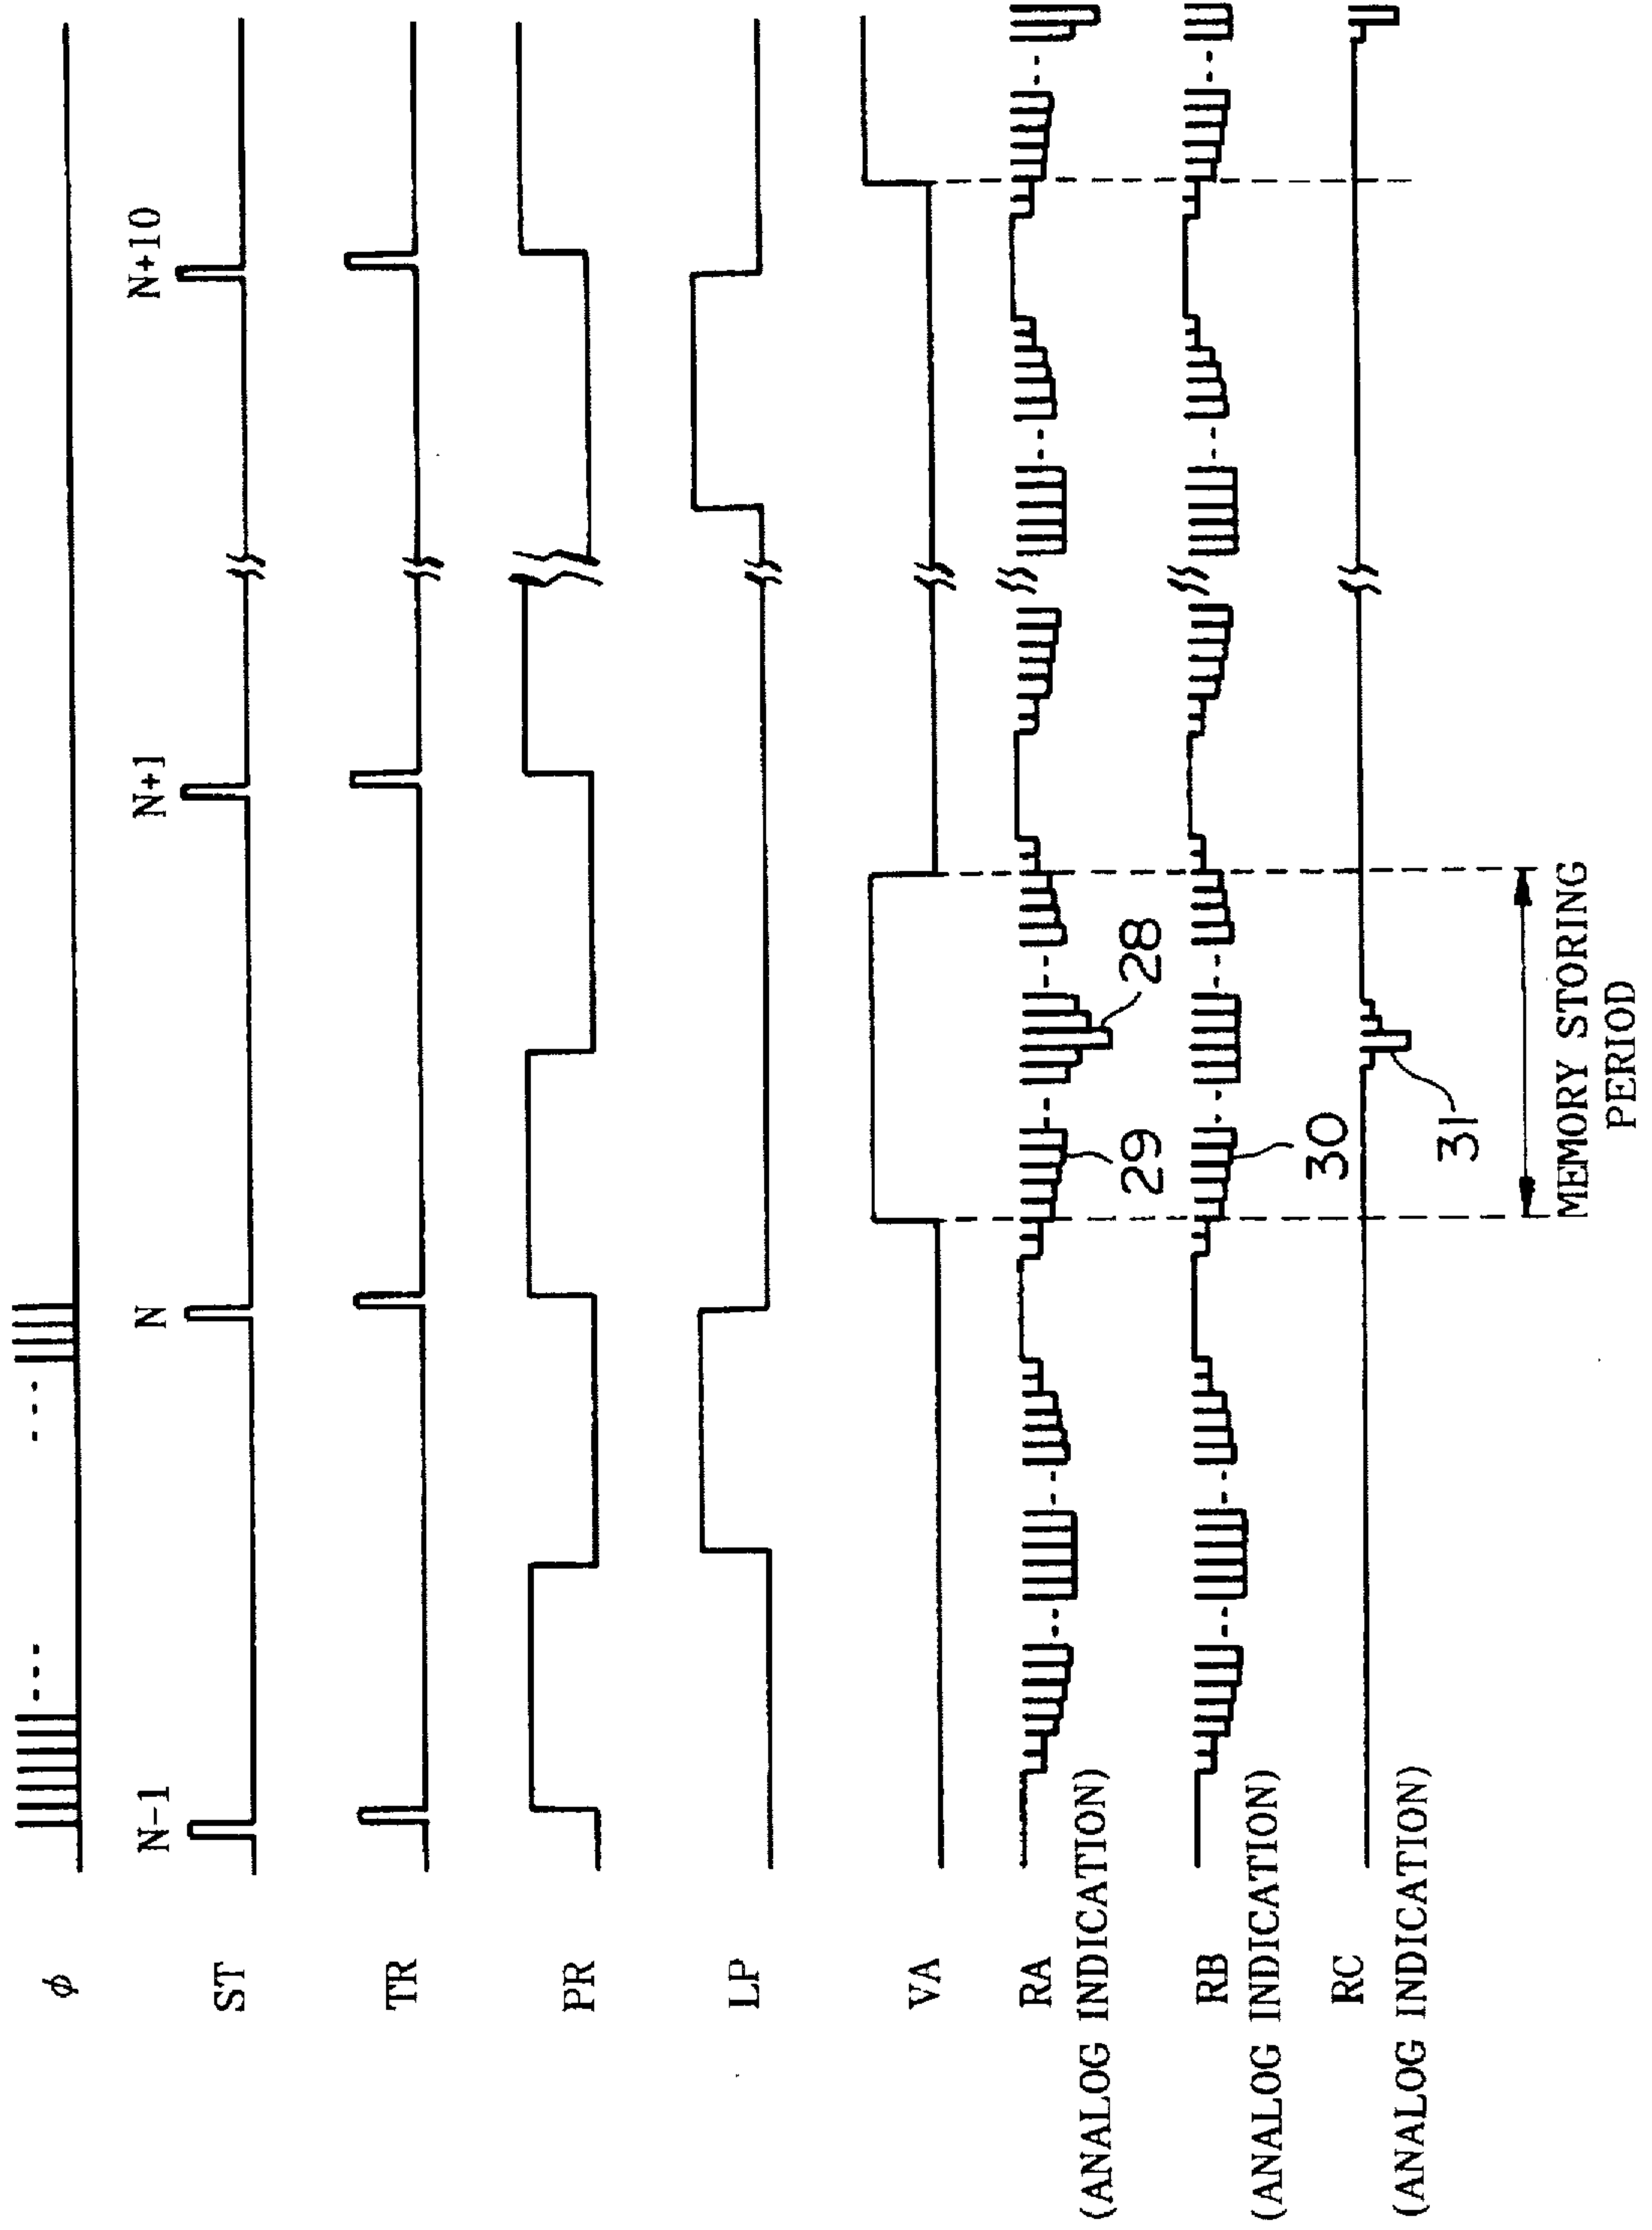 N-1 N N+1 N+10
φ
ST
TR
PR
LP
VA
RA
(ANALOG INDICATION)
29 28
RB
(ANALOG INDICATION)
30
RC
(ANALOG INDICATION)
31
MEMORY STORING
PERIOD